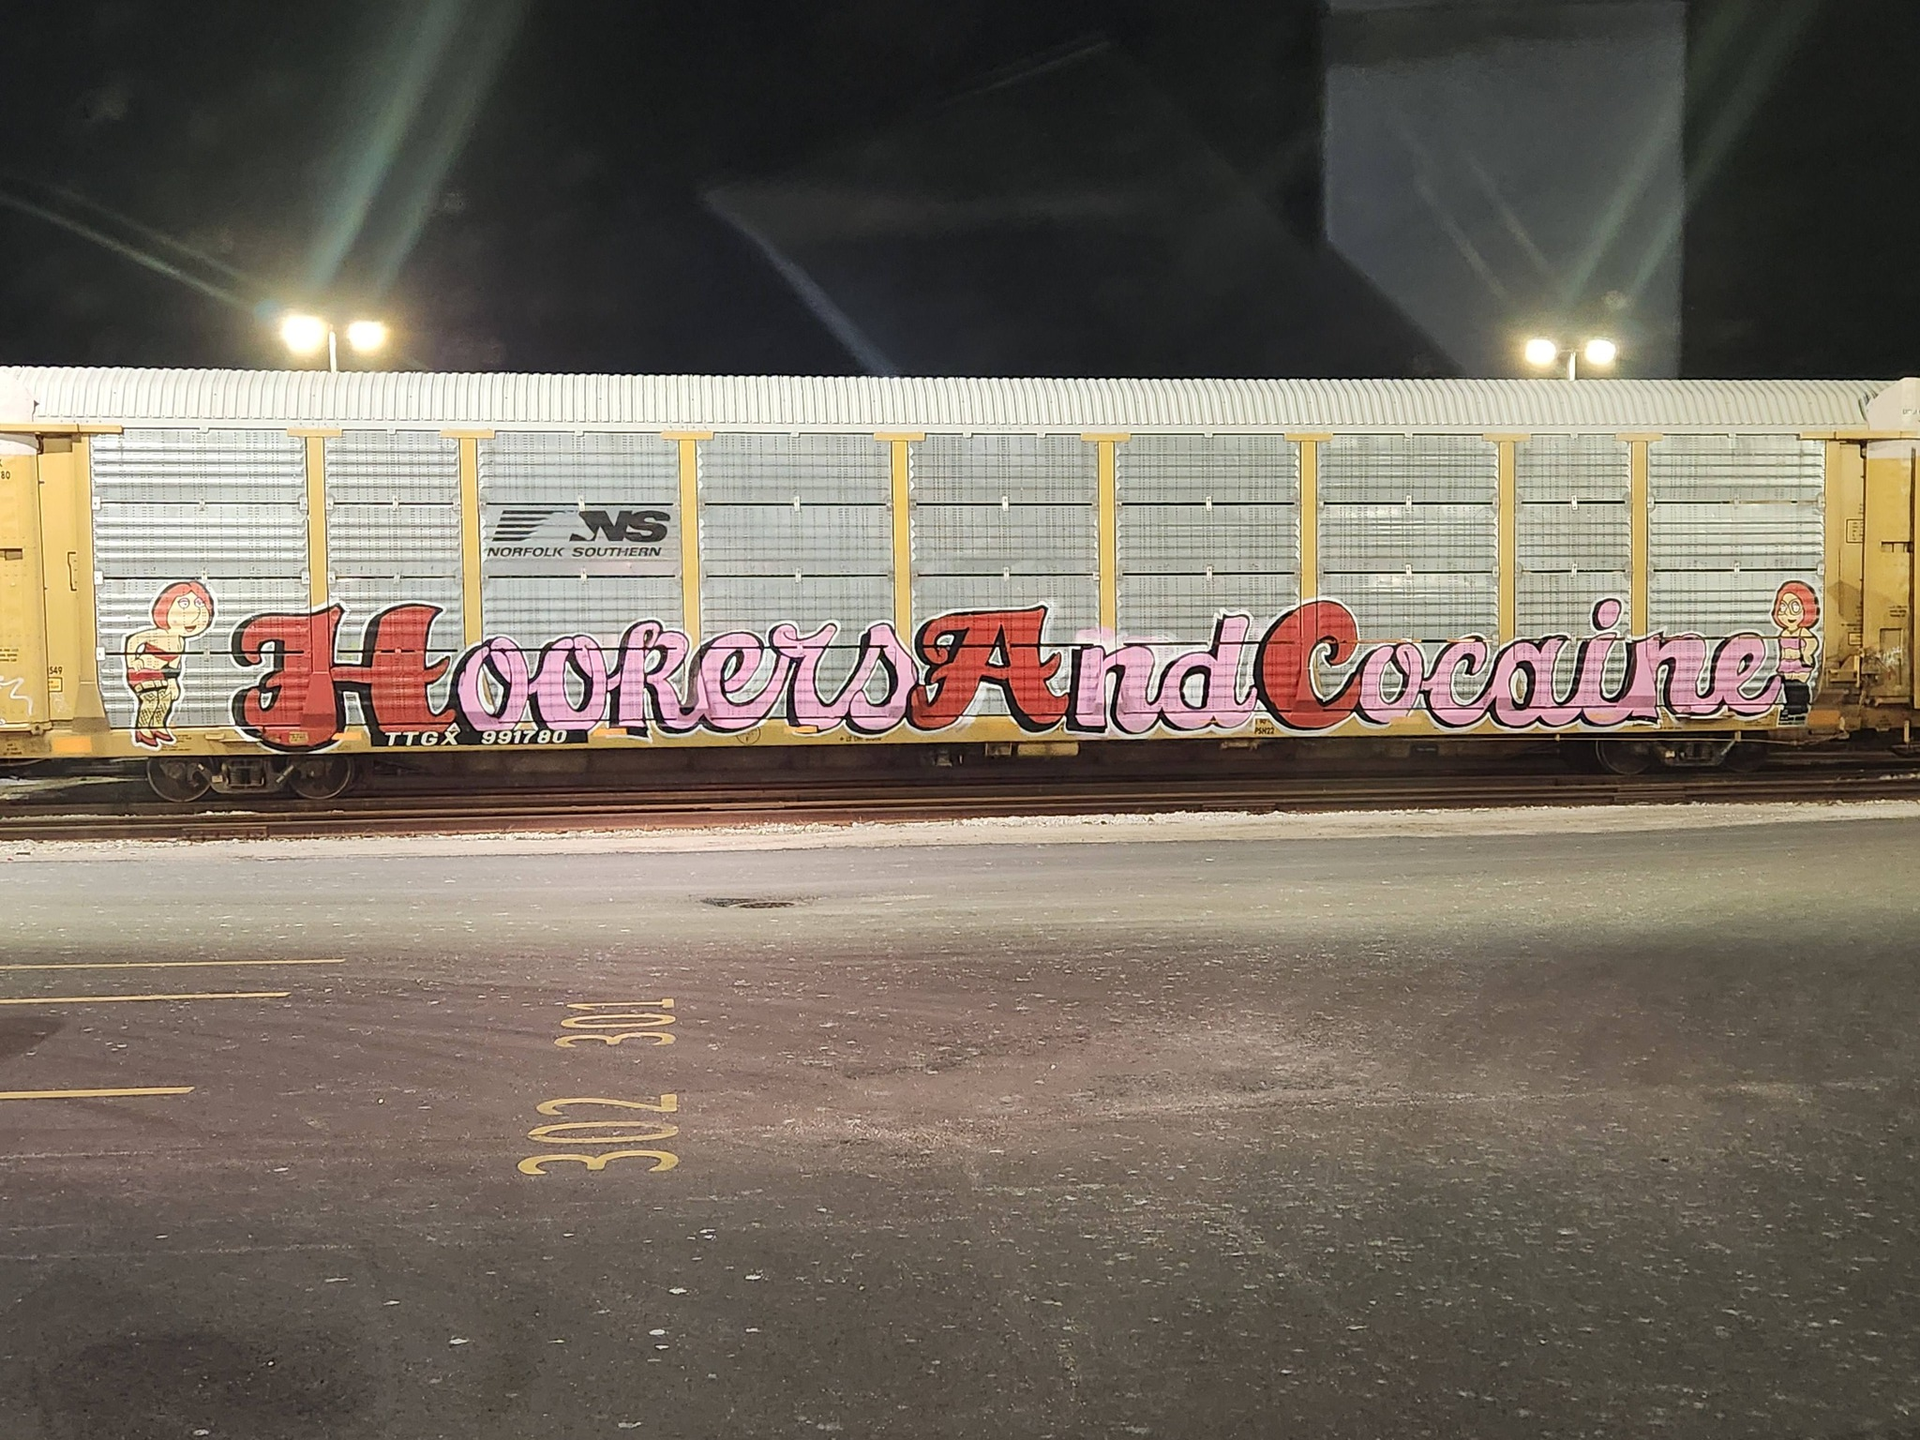 NS
NORFOLK SOUTHERN
HookersAndCocaine
TTGX 991780
301
302